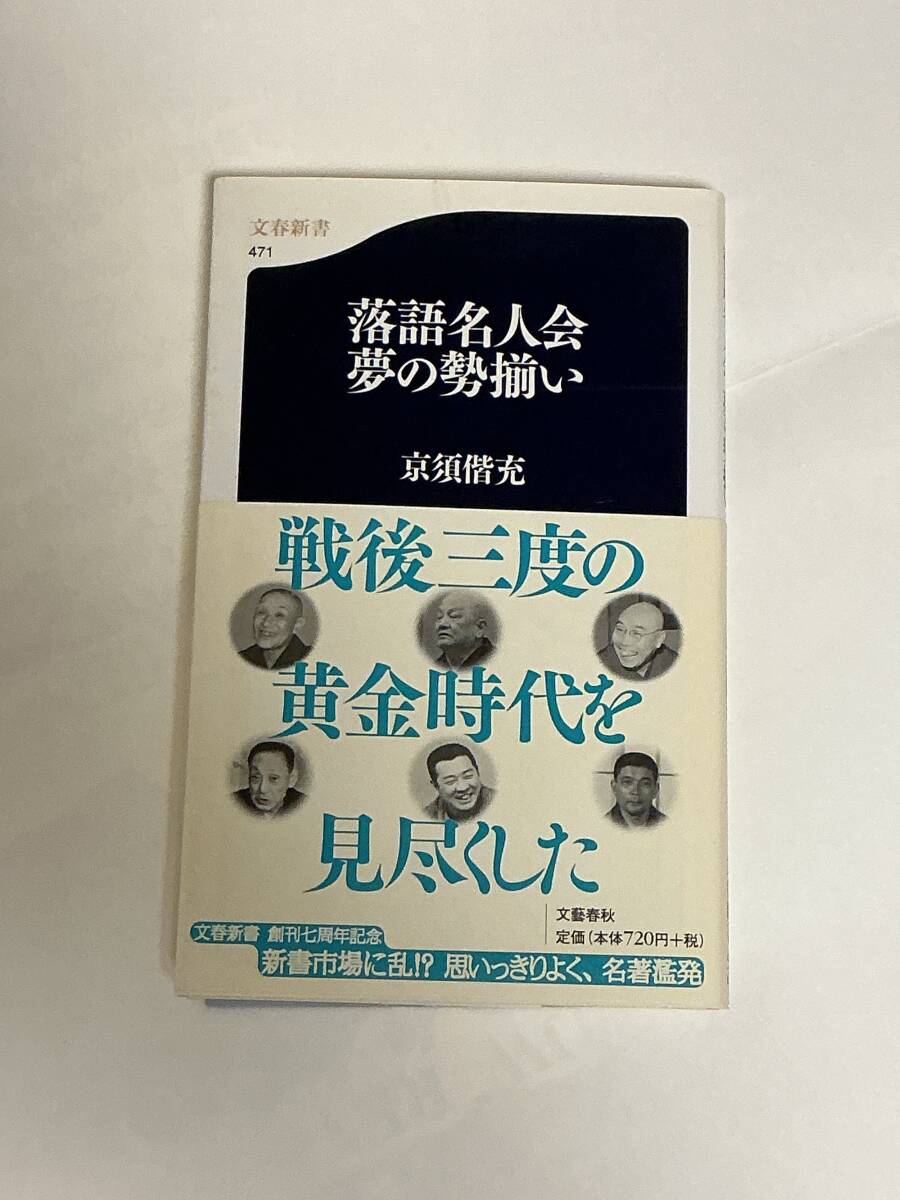 文春新書
471
落語名人会
夢の勢揃い
京須偕充
戦後三度の
黄金時代を
見尽くした
文藝春秋
定価(本体720円+税)
文春新書 創刊七周年記念
新書市場に乱!? 思いっきりよく、名著濫発